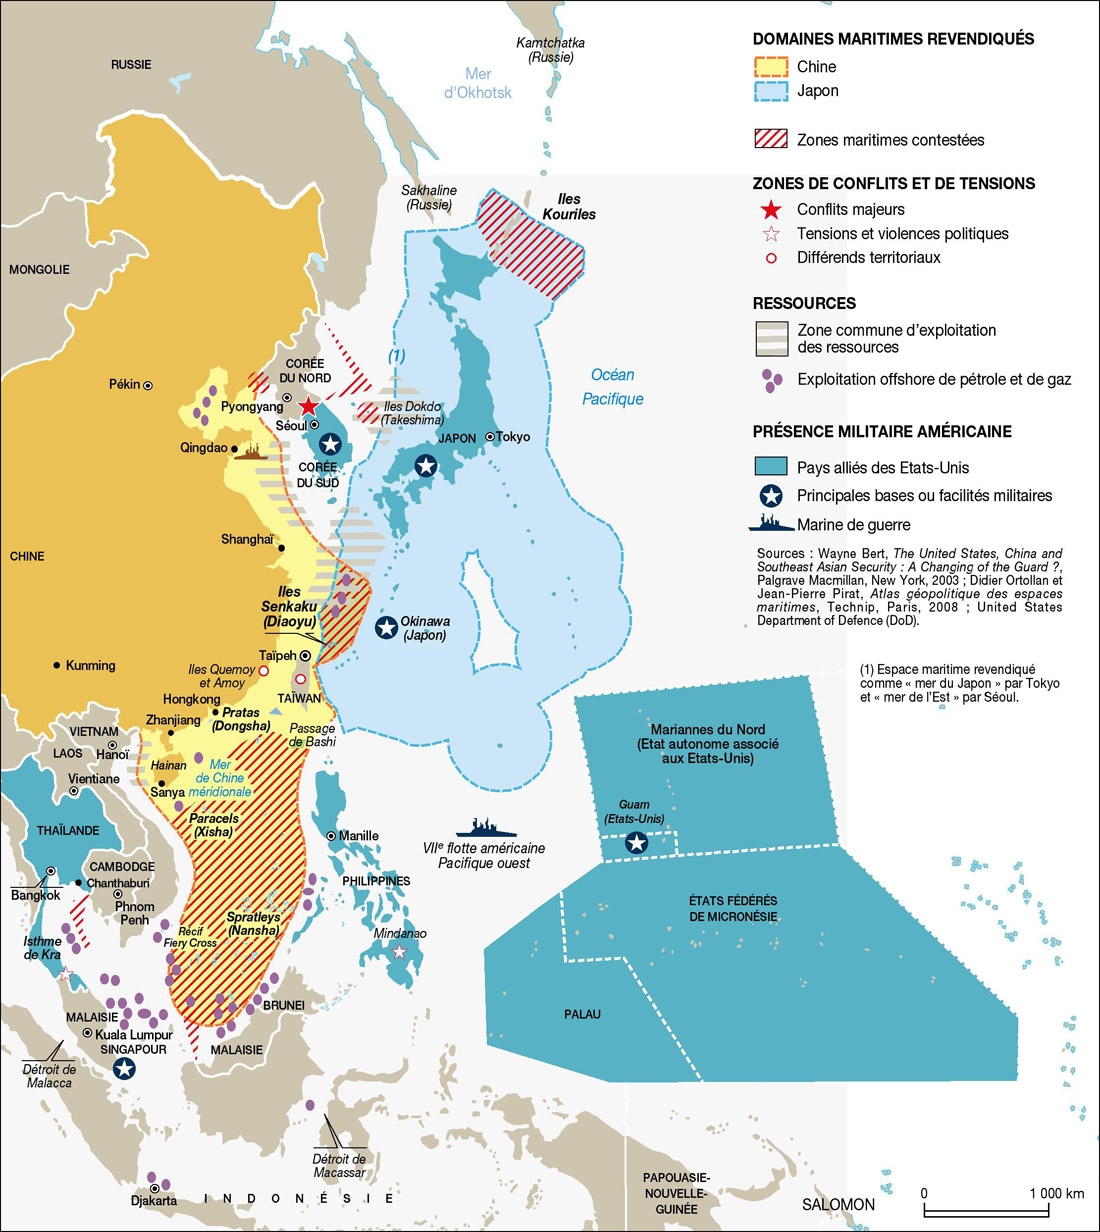 DOMAINES MARITIMES REVENDIQUÉS
Chine
Japon
Zones maritimes contestées
ZONES DE CONFLITS ET DE TENSIONS
Conflits majeurs
Tensions et violences politiques
Différends territoriaux
RESSOURCES
Zone commune d'exploitation
des ressources
Exploitation offshore de pétrole et de gaz
PRÉSENCE MILITAIRE AMÉRICAINE
Pays alliés des Etats-Unis
Principales bases ou facilités militaires
Marine de guerre
Sources : Wayne Bert, The United States, China and
Southeast Asian Security : A Changing of the Guard ?,
Palgrave Macmillan, New York, 2003 ; Didier Ortollan et
Jean-Pierre Pirat, Atlas géopolitique des espaces
maritimes, Technip, Paris, 2008 ; United States
Department of Defence (DoD).
(1) Espace maritime revendiqué
comme « mer du Japon » par Tokyo
et « mer de l'Est » par Séoul.
Kamtchatka
(Russie)
RUSSIE
Mer
d'Okhotsk
Sakhaline
(Russie)
Iles
Kouriles
MONGOLIE
(1)
CORÉE
DU NORD
Océan
Pacifique
Pékin
Pyongyang
Iles Dokdo
(Takeshima)
Séoul
JAPON
Tokyo
Qingdao
CORÉE
DU SUD
Shanghaï
CHINE
Iles
Senkaku
(Diaoyu)
Okinawa
(Japon)
Taïpeh
Kunming
Iles Quemoy
et Amoy
TAÏWAN
Hongkong
Pratas
(Dongsha)
Zhanjiang
Passage
de Bashi
VIETNAM
LAOS
Hanoï
Hainan
Mer
de Chine
méridionale
Vientiane
Sanya
Paracels
(Xisha)
Mariannes du Nord
(Etat autonome associé
aux Etats-Unis)
Guam
(Etats-Unis)
THAÏLANDE
Manille
VIIe flotte américaine
Pacifique ouest
CAMBODGE
Chanthaburi
PHILIPPINES
Bangkok
Phnom
Penh
ÉTATS FÉDÉRÉS
DE MICRONÉSIE
Spratleys
(Nansha)
Récif
Fiery Cross
Mindanao
Isthme
de Kra
BRUNEI
MALAISIE
PALAU
Kuala Lumpur
SINGAPOUR
MALAISIE
Détroit de
Malacca
Détroit de
Macassar
Djakarta
INDONÉSIE
PAPOUASIE-
NOUVELLE-
GUINÉE
SALOMON
0
1 000 km